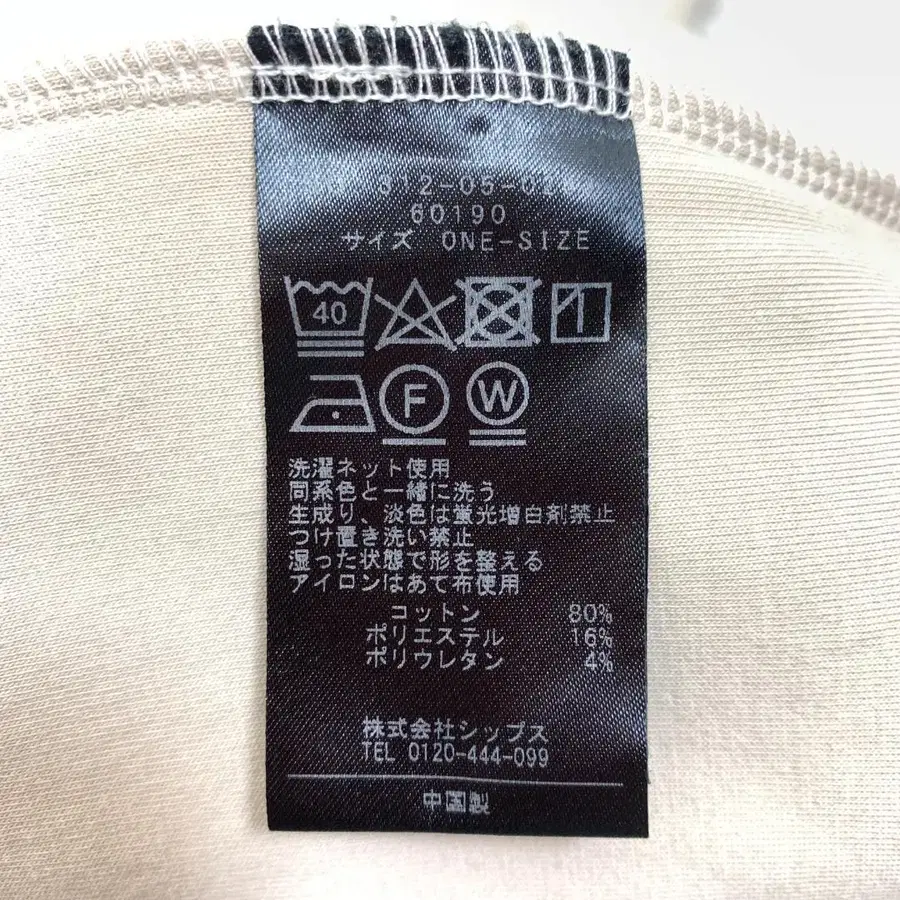 60190
サイズ ONE-SIZE
40
F W
洗濯ネット使用
同系色と一緒に洗う
生成り、淡色は蛍光増白剤禁止
つけ置き洗い禁止
湿った状態で形を整える
アイロンはあて布使用
コットン 80%
ポリエステル 16%
ポリウレタン 4%
株式会社シップス
TEL 0120-444-099
中国製